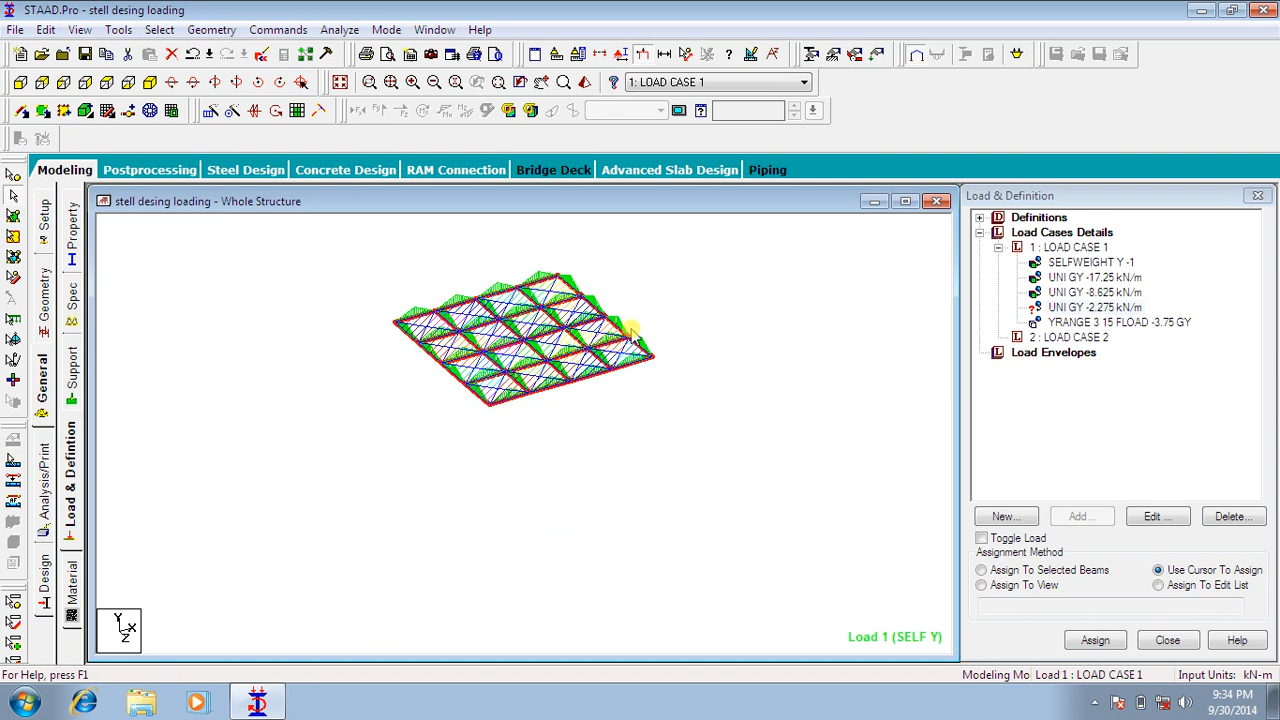 STAAD.Pro - stell desing loading
File Edit View Tools Select Geometry Commands Analyze Mode Window Help
1: LOAD CASE 1
Modeling Postprocessing Steel Design Concrete Design RAM Connection Bridge Deck Advanced Slab Design Piping
Setup
Geometry
General
Analysis/Print
Design
Property
Spec
Support
Load & Definition
Material
stell desing loading - Whole Structure
Y
X
Z
Load 1 (SELF Y)
Load & Definition
Definitions
Load Cases Details
1 : LOAD CASE 1
SELFWEIGHT Y -1
UNI GY -17.25 kN/m
UNI GY -8.625 kN/m
UNI GY -2.275 kN/m
YRANGE 3 15 FLOAD -3.75 GY
2 : LOAD CASE 2
Load Envelopes
New... Add... Edit ... Delete...
Toggle Load
Assignment Method
Assign To Selected Beams Use Cursor To Assign
Assign To View Assign To Edit List
Assign Close Help
For Help, press F1
Modeling Mo Load 1 : LOAD CASE 1 Input Units: kN-m
9:34 PM
9/30/2014